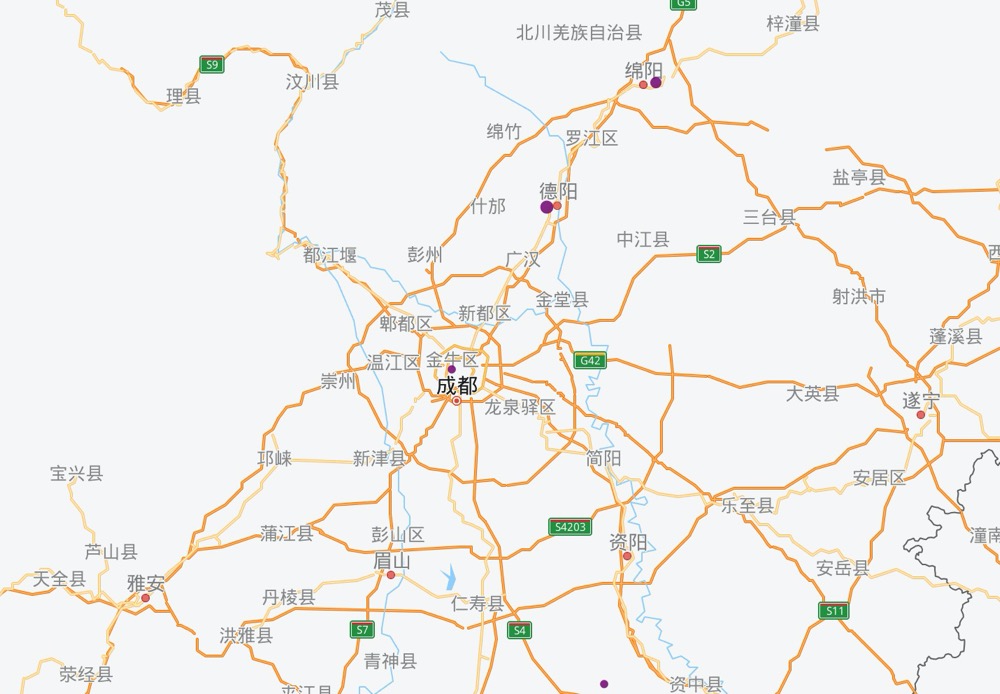 G5
茂县
梓潼县
北川羌族自治县
S9
绵阳
汶川县
理县
绵竹
罗江区
盐亭县
德阳
什邡
三台县
中江县
都江堰
彭州
S2
广汉
西
射洪市
金堂县
新都区
郫都区
蓬溪县
温江区
金牛区
G42
崇州
成都
大英县
遂宁
龙泉驿区
邛崃
新津县
简阳
宝兴县
安居区
乐至县
S4203
蒲江县
彭山区
潼南
资阳
芦山县
眉山
天全县
雅安
安岳县
丹棱县
仁寿县
S11
洪雅县
S7
S4
青神县
荥经县
资中县